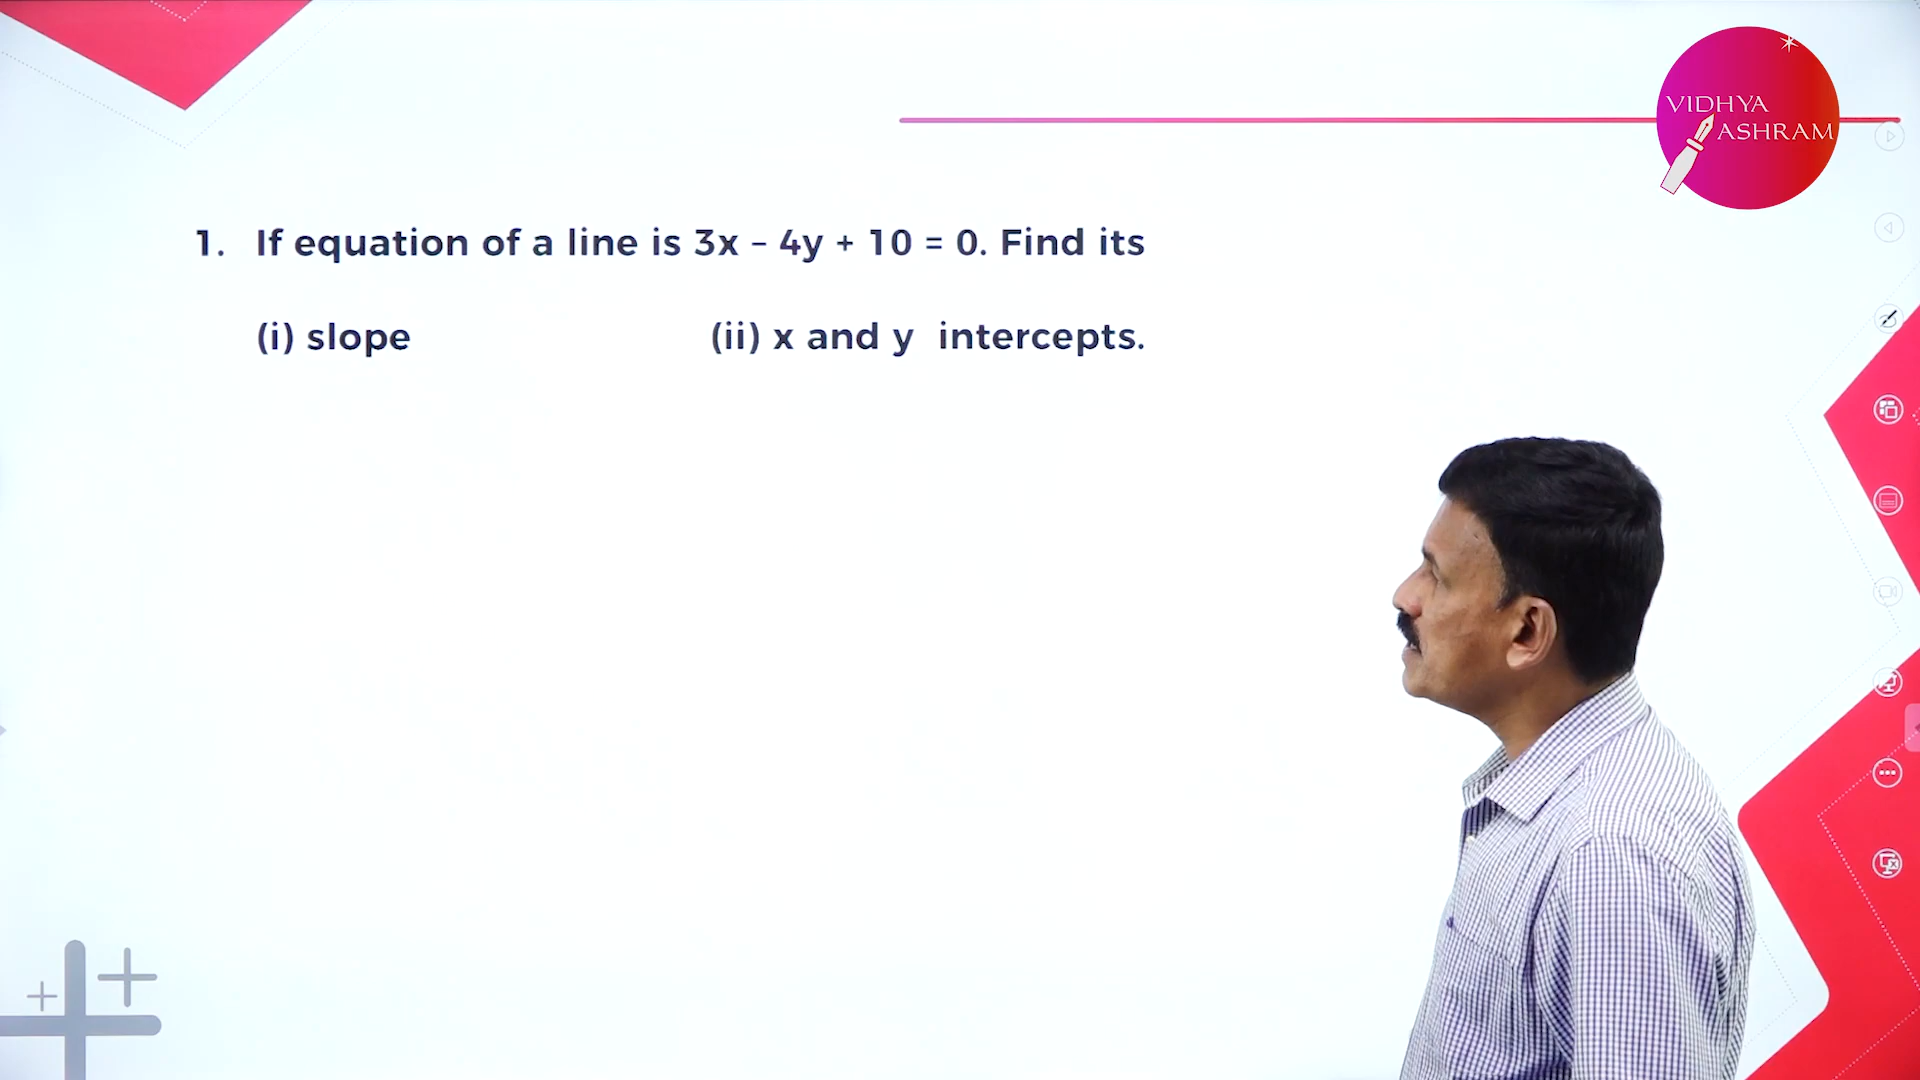 VIDHYA
ASHRAM
1. If equation of a line is 3x – 4y + 10 = 0. Find its
(i) slope (ii) x and y intercepts.